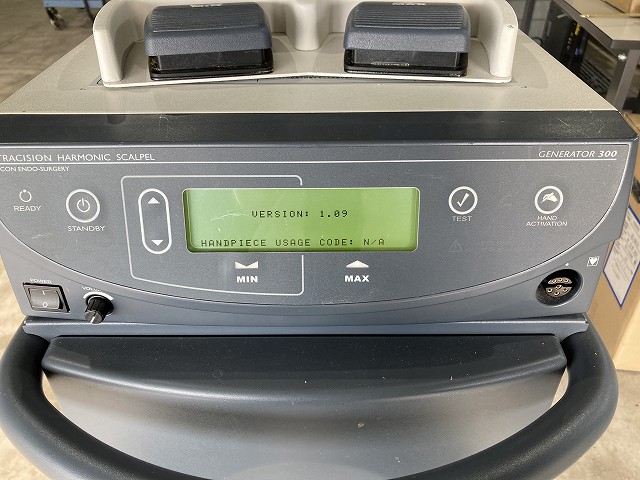 TRACISION HARMONIC SCALPEL
GENERATOR 300
CON ENDO-SURGERY
READY
STANDBY
VERSION: 1.09
HANDPIECE USAGE CODE: N/A
TEST
HAND
ACTIVATION
MIN
MAX
POWER
O